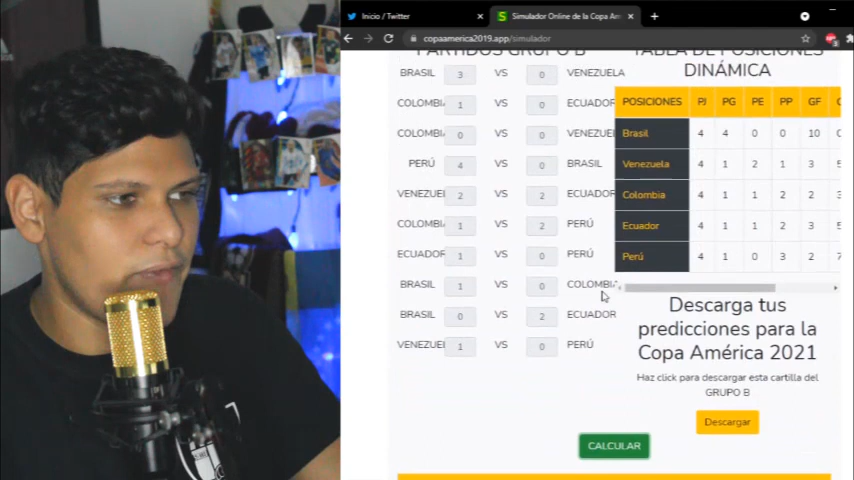 Inicio / Twitter
Simulador Online de la Copa Am
copaamerica2019.app/simulador
PARTIDOS GRUPO B
TABLA DE POSICIONES
DINÁMICA
BRASIL 3 VS 0 VENEZUELA
COLOMBI 1 VS 0 ECUADOR
COLOMBI 0 VS 0 VENEZUEL
PERÚ 4 VS 0 BRASIL
VENEZUEL 2 VS 2 ECUADOR
COLOMBI 1 VS 2 PERÚ
ECUADOR 1 VS 0 PERÚ
BRASIL 1 VS 0 COLOMBIA
BRASIL 0 VS 2 ECUADOR
VENEZUEL 1 VS 0 PERÚ
POSICIONES PJ PG PE PP GF
Brasil 4 4 0 0 10
Venezuela 4 1 2 1 3
Colombia 4 1 1 2 2 3
Ecuador 4 1 1 2 3
Perú 4 1 0 3 2
Descarga tus
predicciones para la
Copa América 2021
Haz click para descargar esta cartilla del
GRUPO B
Descargar
CALCULAR